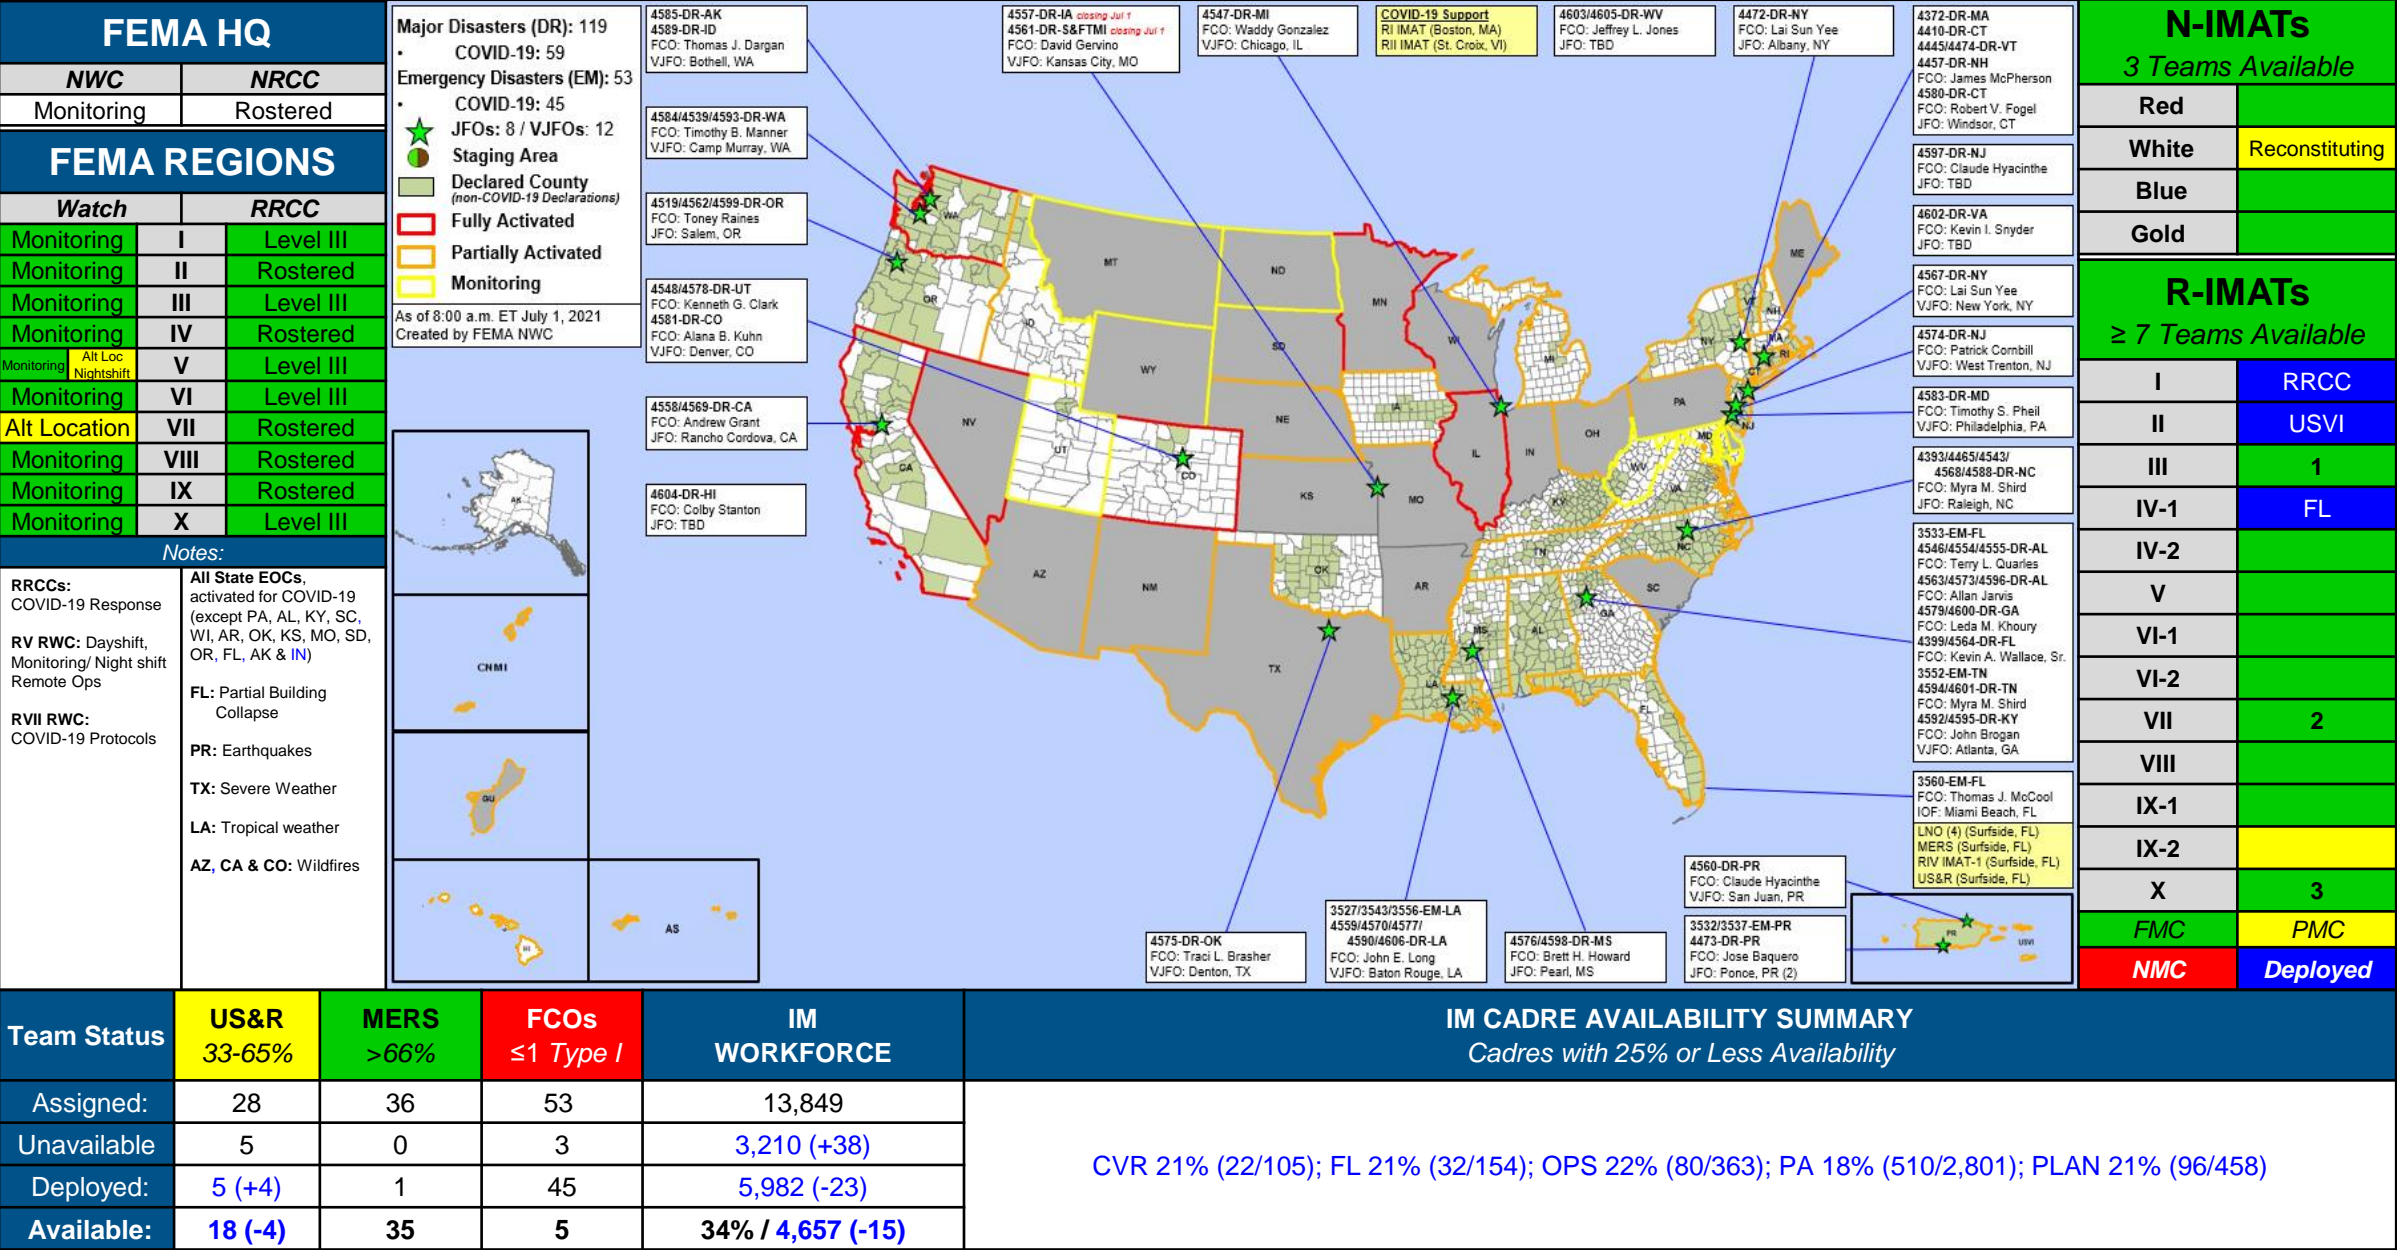 FEMA HQ
NWC NRCC
Monitoring Rostered
FEMA REGIONS
Watch RRCC
Monitoring I Level III
Monitoring II Rostered
Monitoring III Level III
Monitoring IV Rostered
Monitoring Alt Loc Nightshift V Level III
Monitoring VI Level III
Alt Location VII Rostered
Monitoring VIII Rostered
Monitoring IX Rostered
Monitoring X Level III
Notes:
RRCCs:
COVID-19 Response
RV RWC: Dayshift,
Monitoring/ Night shift
Remote Ops
RVII RWC:
COVID-19 Protocols
All State EOCs,
activated for COVID-19
(except PA, AL, KY, SC,
WI, AR, OK, KS, MO, SD,
OR, FL, AK & IN)
FL: Partial Building
Collapse
PR: Earthquakes
TX: Severe Weather
LA: Tropical weather
AZ, CA & CO: Wildfires
Major Disasters (DR): 119
• COVID-19: 59
Emergency Disasters (EM): 53
• COVID-19: 45
JFOs: 8 / VJFOs: 12
Staging Area
Declared County
(non-COVID-19 Declarations)
Fully Activated
Partially Activated
Monitoring
As of 8:00 a.m. ET July 1, 2021
Created by FEMA NWC
4585-DR-AK
4589-DR-ID
FCO: Thomas J. Dargan
VJFO: Bothell, WA
4584/4539/4593-DR-WA
FCO: Timothy B. Manner
VJFO: Camp Murray, WA
4519/4562/4599-DR-OR
FCO: Toney Raines
JFO: Salem, OR
4548/4578-DR-UT
FCO: Kenneth G. Clark
4581-DR-CO
FCO: Alana B. Kuhn
VJFO: Denver, CO
4558/4569-DR-CA
FCO: Andrew Grant
JFO: Rancho Cordova, CA
4604-DR-HI
FCO: Colby Stanton
JFO: TBD
4557-DR-IA closing Jul 1
4561-DR-S&FTMI closing Jul 1
FCO: David Gervino
VJFO: Kansas City, MO
4547-DR-MI
FCO: Waddy Gonzalez
VJFO: Chicago, IL
COVID-19 Support
RI IMAT (Boston, MA)
RII IMAT (St. Croix, VI)
4603/4605-DR-WV
FCO: Jeffrey L. Jones
JFO: TBD
4472-DR-NY
FCO: Lai Sun Yee
JFO: Albany, NY
4372-DR-MA
4410-DR-CT
4445/4474-DR-VT
4457-DR-NH
FCO: James McPherson
4580-DR-CT
FCO: Robert V. Fogel
JFO: Windsor, CT
4597-DR-NJ
FCO: Claude Hyacinthe
JFO: TBD
4602-DR-VA
FCO: Kevin I. Snyder
JFO: TBD
4567-DR-NY
FCO: Lai Sun Yee
VJFO: New York, NY
4574-DR-NJ
FCO: Patrick Cornbill
VJFO: West Trenton, NJ
4583-DR-MD
FCO: Timothy S. Pheil
VJFO: Philadelphia, PA
4393/4465/4543/
4568/4588-DR-NC
FCO: Myra M. Shird
JFO: Raleigh, NC
3533-EM-FL
4546/4554/4555-DR-AL
FCO: Terry L. Quarles
4563/4573/4596-DR-AL
FCO: Allan Jarvis
4579/4600-DR-GA
FCO: Leda M. Khoury
4399/4564-DR-FL
FCO: Kevin A. Wallace, Sr.
3552-EM-TN
4594/4601-DR-TN
FCO: Myra M. Shird
4592/4595-DR-KY
FCO: John Brogan
VJFO: Atlanta, GA
3560-EM-FL
FCO: Thomas J. McCool
IOF: Miami Beach, FL
LNO (4) (Surfside, FL)
MERS (Surfside, FL)
RIV IMAT-1 (Surfside, FL)
US&R (Surfside, FL)
4560-DR-PR
FCO: Claude Hyacinthe
VJFO: San Juan, PR
3532/3537-EM-PR
4473-DR-PR
FCO: Jose Baquero
JFO: Ponce, PR (2)
4576/4598-DR-MS
FCO: Brett H. Howard
JFO: Pearl, MS
3527/3543/3556-EM-LA
4559/4570/4577/
4590/4606-DR-LA
FCO: John E. Long
VJFO: Baton Rouge, LA
4575-DR-OK
FCO: Traci L. Brasher
VJFO: Denton, TX
WA
MT
ND
MN
ME
OR
ID
SD
WI
MI
NY
VT
NH
MA
RI
CT
WY
NE
IA
PA
NJ
NV
UT
CO
KS
MO
IL
IN
OH
WV
MD
VA
KY
CA
AZ
NM
OK
AR
TN
NC
SC
TX
LA
MS
AL
GA
FL
AK
CNMI
GU
HI
AS
PR
USVI
N-IMATs
3 Teams Available
Red
White Reconstituting
Blue
Gold
R-IMATs
≥ 7 Teams Available
I RRCC
II USVI
III 1
IV-1 FL
IV-2
V
VI-1
VI-2
VII 2
VIII
IX-1
IX-2
X 3
FMC PMC
NMC Deployed
Team Status US&R 33-65% MERS >66% FCOs ≤1 Type I IM WORKFORCE
Assigned: 28 36 53 13,849
Unavailable 5 0 3 3,210 (+38)
Deployed: 5 (+4) 1 45 5,982 (-23)
Available: 18 (-4) 35 5 34% / 4,657 (-15)
IM CADRE AVAILABILITY SUMMARY
Cadres with 25% or Less Availability
CVR 21% (22/105); FL 21% (32/154); OPS 22% (80/363); PA 18% (510/2,801); PLAN 21% (96/458)